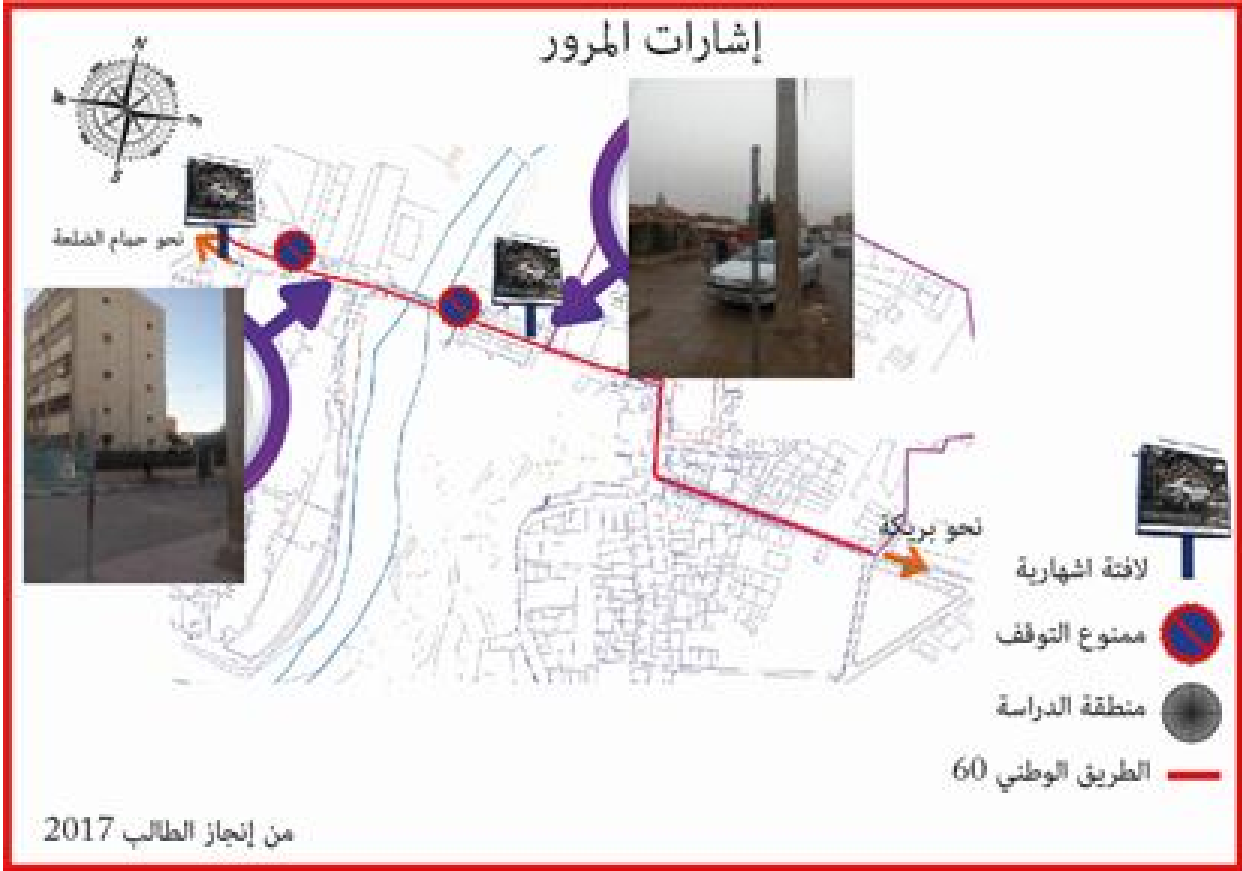 إشارات المرور
N
S
نحو حمام الضلعة
نحو بريكة
لافتة اشهارية
ممنوع التوقف
منطقة الدراسة
الطريق الوطني 60
من إنجاز الطالب 2017